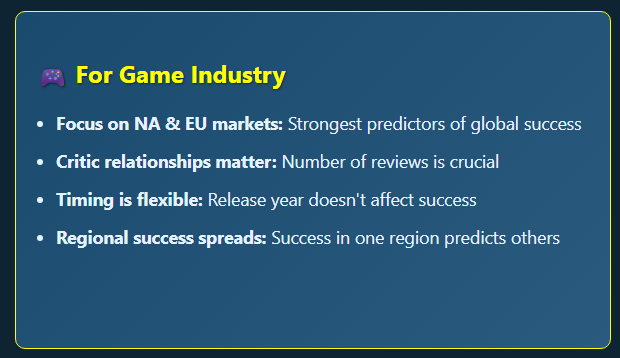 🎮 For Game Industry
• Focus on NA & EU markets: Strongest predictors of global success
• Critic relationships matter: Number of reviews is crucial
• Timing is flexible: Release year doesn't affect success
• Regional success spreads: Success in one region predicts others